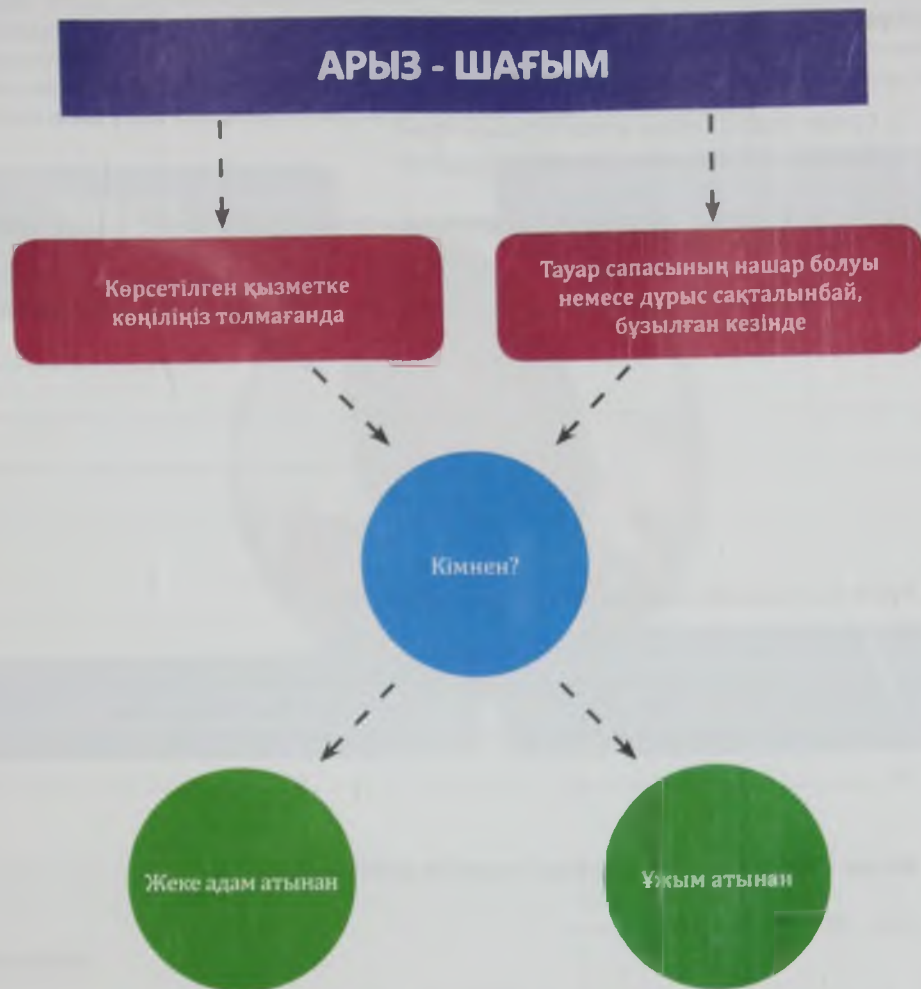 АРЫЗ - ШАҒЫМ
Көрсетілген қызметке
көңіліңіз толмағанда
Тауар сапасының нашар болуы
немесе дұрыс сақталынбай,
бұзылған кезінде
Кімнен?
Жеке адам атынан
Ұжым атынан